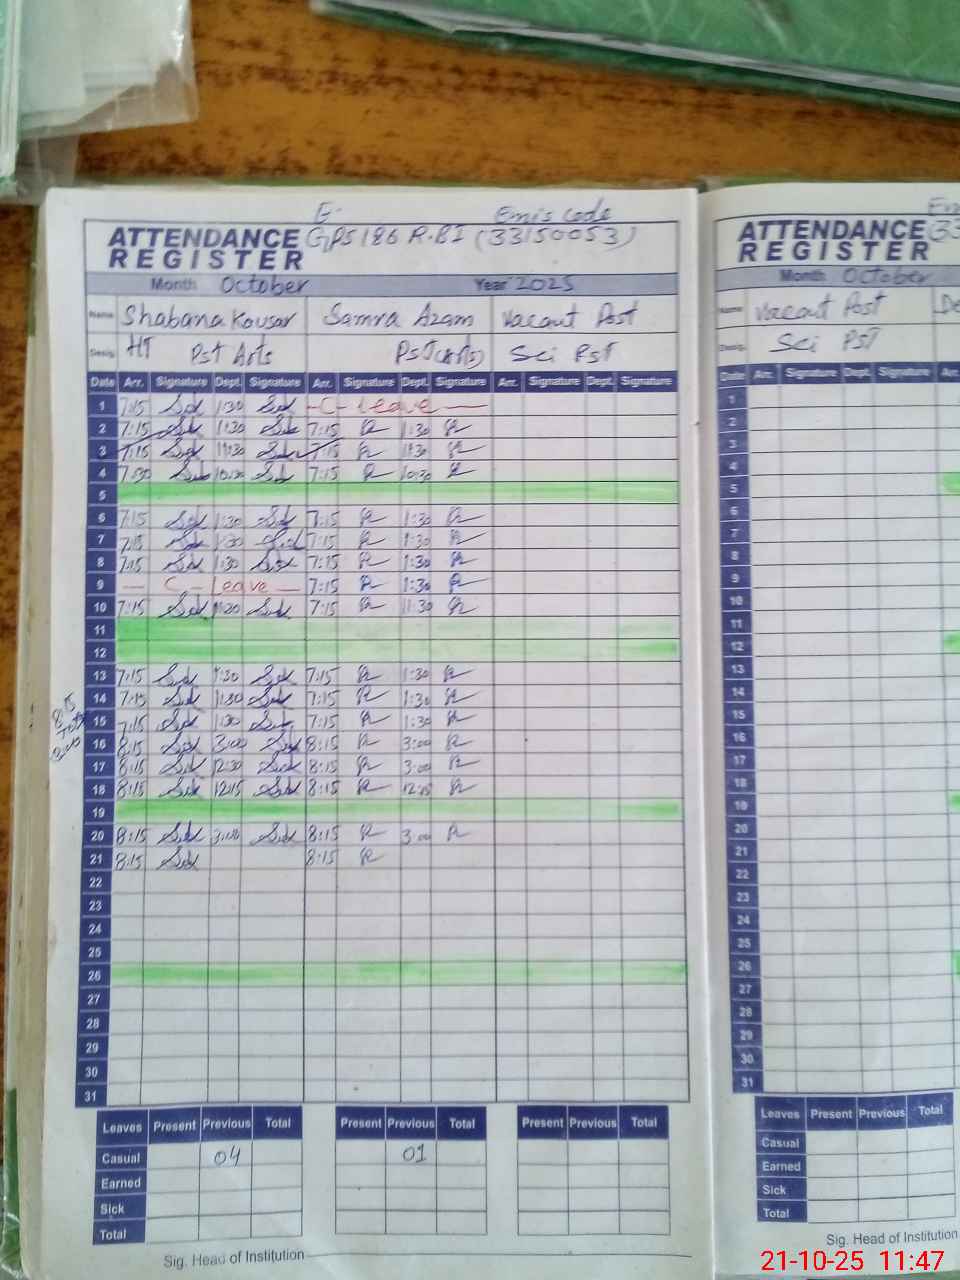 E. Emis Code
ATTENDANCE REGISTER GPS 186 R.B I (33150053)
Month October Year 2025
Name Shabana Kousar Samra Azam Vacant Post
Desig. HT PST Arts PST (Arts) Sci PST
Date Arr. Signature Dept. Signature Arr. Signature Dept. Signature Arr. Signature Dept. Signature
1 7:15 1:30 -C- Leave
2 7:15 1:30 7:15 1:30
3 7:15 11:30 7:15 11:30
4 7:30 10:30 7:15 10:30
5
6 7:15 1:30 7:15 1:30
7 7:15 1:30 7:15 1:30
8 7:15 1:30 7:15 1:30
9 C - Leave 7:15 1:30
10 7:15 7:15 11:30
11
12
13 7:15 1:30 7:15 1:30
14 7:15 7:15 1:30
15 7:15 1:30 7:15 1:30
16 8:15 3:00 8:15 3:00
17 8:15 12:30 8:15 3:00
18 8:15 12:15 8:15 12:15
19
20 8:15 3:00 8:15 3:00
21 8:15 8:15
22
23
24
25
26
27
28
29
30
31
8:15 To
Leaves Present Previous Total Present Previous Total Present Previous Total
Casual 04 01
Earned
Sick
Total
Sig. Head of Institution
ATTENDANCE REGISTER
Month October
Name Vacant Post
Desig. Sci PST
Date Arr. Signature Dept. Signature
1
2
3
4
5
6
7
8
9
10
11
12
13
14
15
16
17
18
19
20
21
22
23
24
25
26
27
28
29
30
31
Leaves Present Previous Total
Casual
Earned
Sick
Total
Sig. Head of Institution
21-10-25 11:47